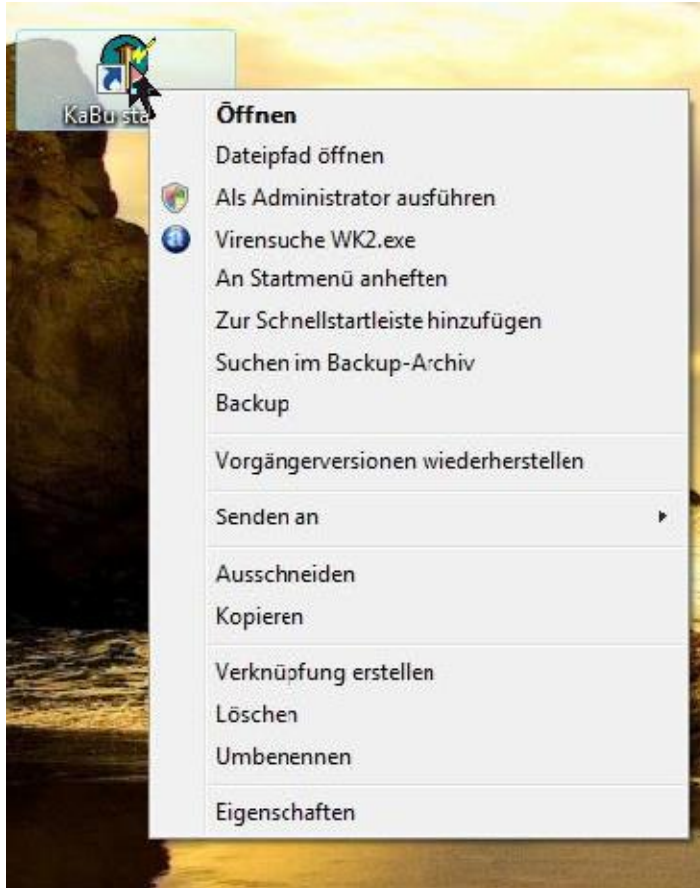 KaBu sta
Öffnen
Dateipfad öffnen
Als Administrator ausführen
Virensuche WK2.exe
An Startmenü anheften
Zur Schnellstartleiste hinzufügen
Suchen im Backup-Archiv
Backup
Vorgängerversionen wiederherstellen
Senden an
Ausschneiden
Kopieren
Verknüpfung erstellen
Löschen
Umbenennen
Eigenschaften